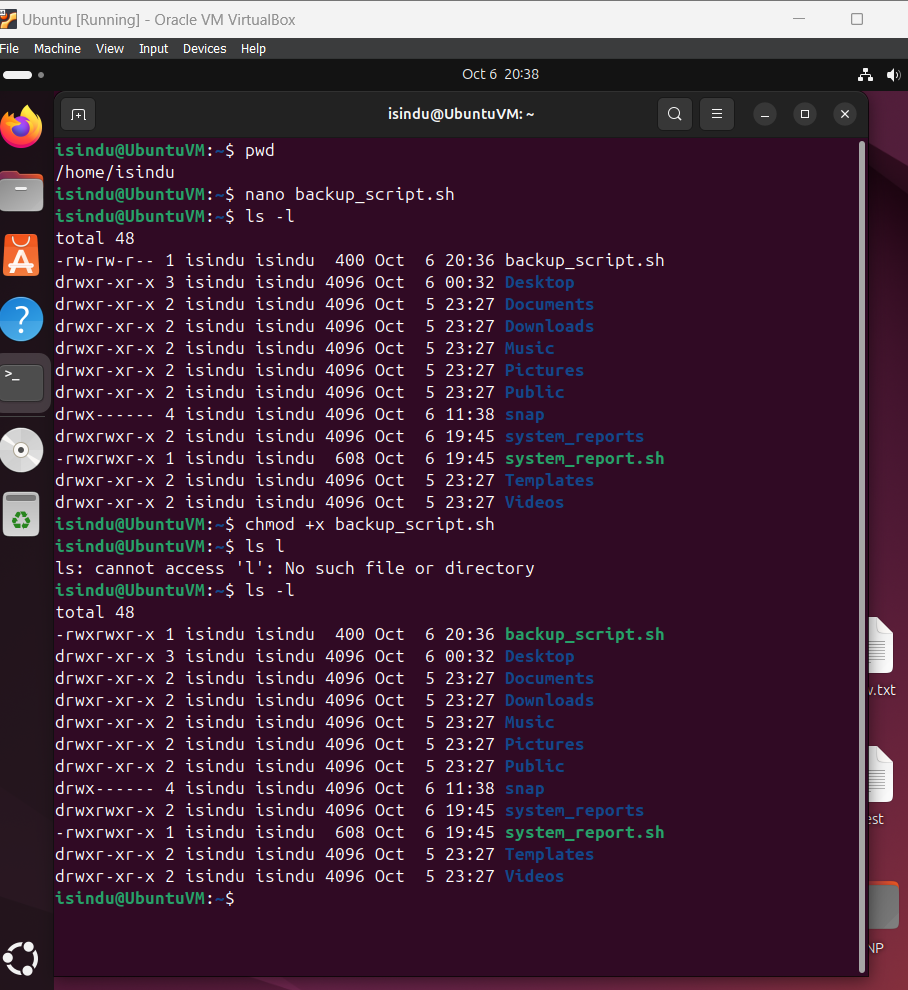 Ubuntu [Running] - Oracle VM VirtualBox
File Machine View Input Devices Help
Oct 6 20:38
isindu@UbuntuVM: ~
isindu@UbuntuVM:~$ pwd
/home/isindu
isindu@UbuntuVM:~$ nano backup_script.sh
isindu@UbuntuVM:~$ ls -l
total 48
-rw-rw-r-- 1 isindu isindu  400 Oct  6 20:36 backup_script.sh
drwxr-xr-x 3 isindu isindu 4096 Oct  6 00:32 Desktop
drwxr-xr-x 2 isindu isindu 4096 Oct  5 23:27 Documents
drwxr-xr-x 2 isindu isindu 4096 Oct  5 23:27 Downloads
drwxr-xr-x 2 isindu isindu 4096 Oct  5 23:27 Music
drwxr-xr-x 2 isindu isindu 4096 Oct  5 23:27 Pictures
drwxr-xr-x 2 isindu isindu 4096 Oct  5 23:27 Public
drwx------ 4 isindu isindu 4096 Oct  6 11:38 snap
drwxrwxr-x 2 isindu isindu 4096 Oct  6 19:45 system_reports
-rwxrwxr-x 1 isindu isindu  608 Oct  6 19:45 system_report.sh
drwxr-xr-x 2 isindu isindu 4096 Oct  5 23:27 Templates
drwxr-xr-x 2 isindu isindu 4096 Oct  5 23:27 Videos
isindu@UbuntuVM:~$ chmod +x backup_script.sh
isindu@UbuntuVM:~$ ls l
ls: cannot access 'l': No such file or directory
isindu@UbuntuVM:~$ ls -l
total 48
-rwxrwxr-x 1 isindu isindu  400 Oct  6 20:36 backup_script.sh
drwxr-xr-x 3 isindu isindu 4096 Oct  6 00:32 Desktop
drwxr-xr-x 2 isindu isindu 4096 Oct  5 23:27 Documents
drwxr-xr-x 2 isindu isindu 4096 Oct  5 23:27 Downloads
drwxr-xr-x 2 isindu isindu 4096 Oct  5 23:27 Music
drwxr-xr-x 2 isindu isindu 4096 Oct  5 23:27 Pictures
drwxr-xr-x 2 isindu isindu 4096 Oct  5 23:27 Public
drwx------ 4 isindu isindu 4096 Oct  6 11:38 snap
drwxrwxr-x 2 isindu isindu 4096 Oct  6 19:45 system_reports
-rwxrwxr-x 1 isindu isindu  608 Oct  6 19:45 system_report.sh
drwxr-xr-x 2 isindu isindu 4096 Oct  5 23:27 Templates
drwxr-xr-x 2 isindu isindu 4096 Oct  5 23:27 Videos
isindu@UbuntuVM:~$